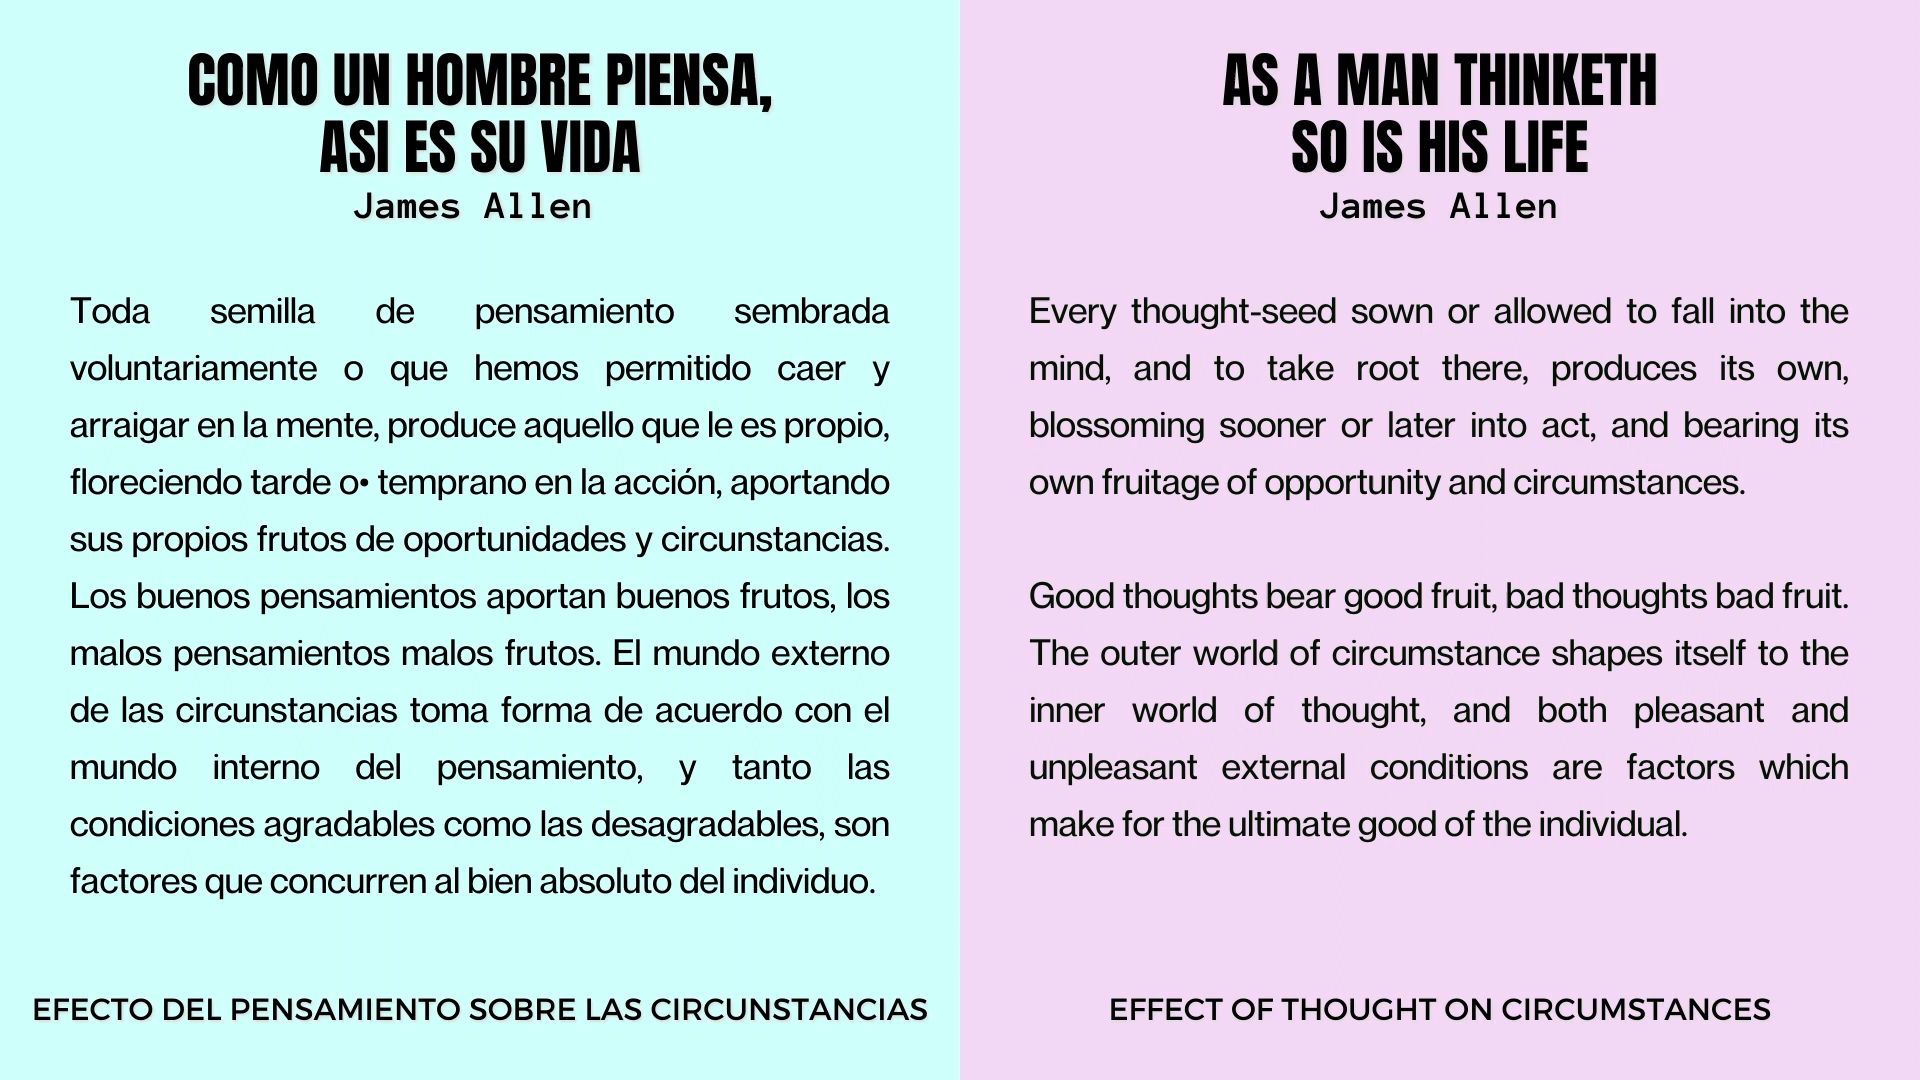 COMO UN HOMBRE PIENSA,
ASI ES SU VIDA
James Allen
Toda semilla de pensamiento sembrada
voluntariamente o que hemos permitido caer y
arraigar en la mente, produce aquello que le es propio,
floreciendo tarde o• temprano en la acción, aportando
sus propios frutos de oportunidades y circunstancias.
Los buenos pensamientos aportan buenos frutos, los
malos pensamientos malos frutos. El mundo externo
de las circunstancias toma forma de acuerdo con el
mundo interno del pensamiento, y tanto las
condiciones agradables como las desagradables, son
factores que concurren al bien absoluto del individuo.
EFECTO DEL PENSAMIENTO SOBRE LAS CIRCUNSTANCIAS
AS A MAN THINKETH
SO IS HIS LIFE
James Allen
Every thought-seed sown or allowed to fall into the
mind, and to take root there, produces its own,
blossoming sooner or later into act, and bearing its
own fruitage of opportunity and circumstances.
Good thoughts bear good fruit, bad thoughts bad fruit.
The outer world of circumstance shapes itself to the
inner world of thought, and both pleasant and
unpleasant external conditions are factors which
make for the ultimate good of the individual.
EFFECT OF THOUGHT ON CIRCUMSTANCES